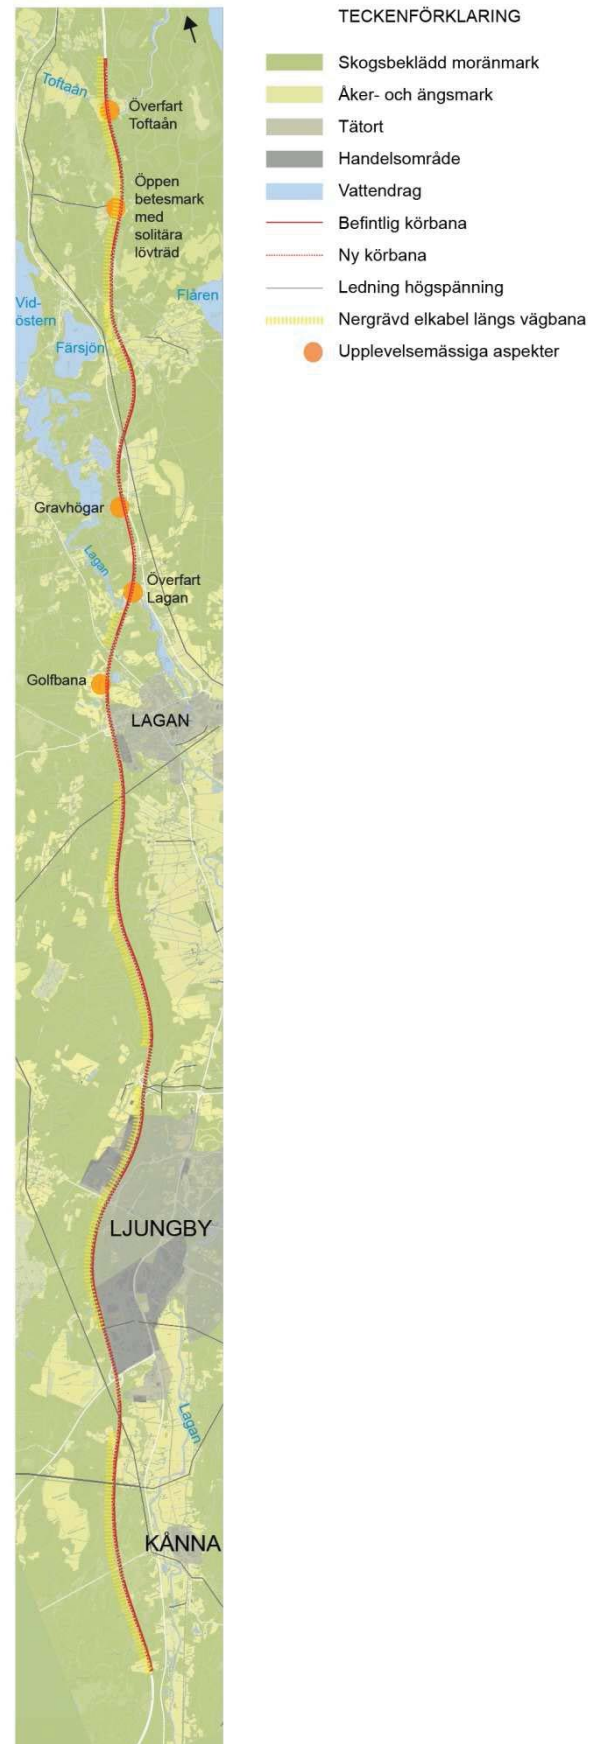 TECKENFÖRKLARING
Skogsbeklädd moränmark
Åker- och ängsmark
Tätort
Handelsområde
Vattendrag
Befintlig körbana
Ny körbana
Ledning högspänning
Nergrävd elkabel längs vägbana
Upplevelsemässiga aspekter
Toftaån
Överfart
Toftaån
Öppen
betesmark
med
solitära
lövträd
Flåren
Vid-
östern
Färsjön
Gravhögar
Lagan
Överfart
Lagan
Golfbana
LAGAN
LJUNGBY
Lagan
KÅNNA